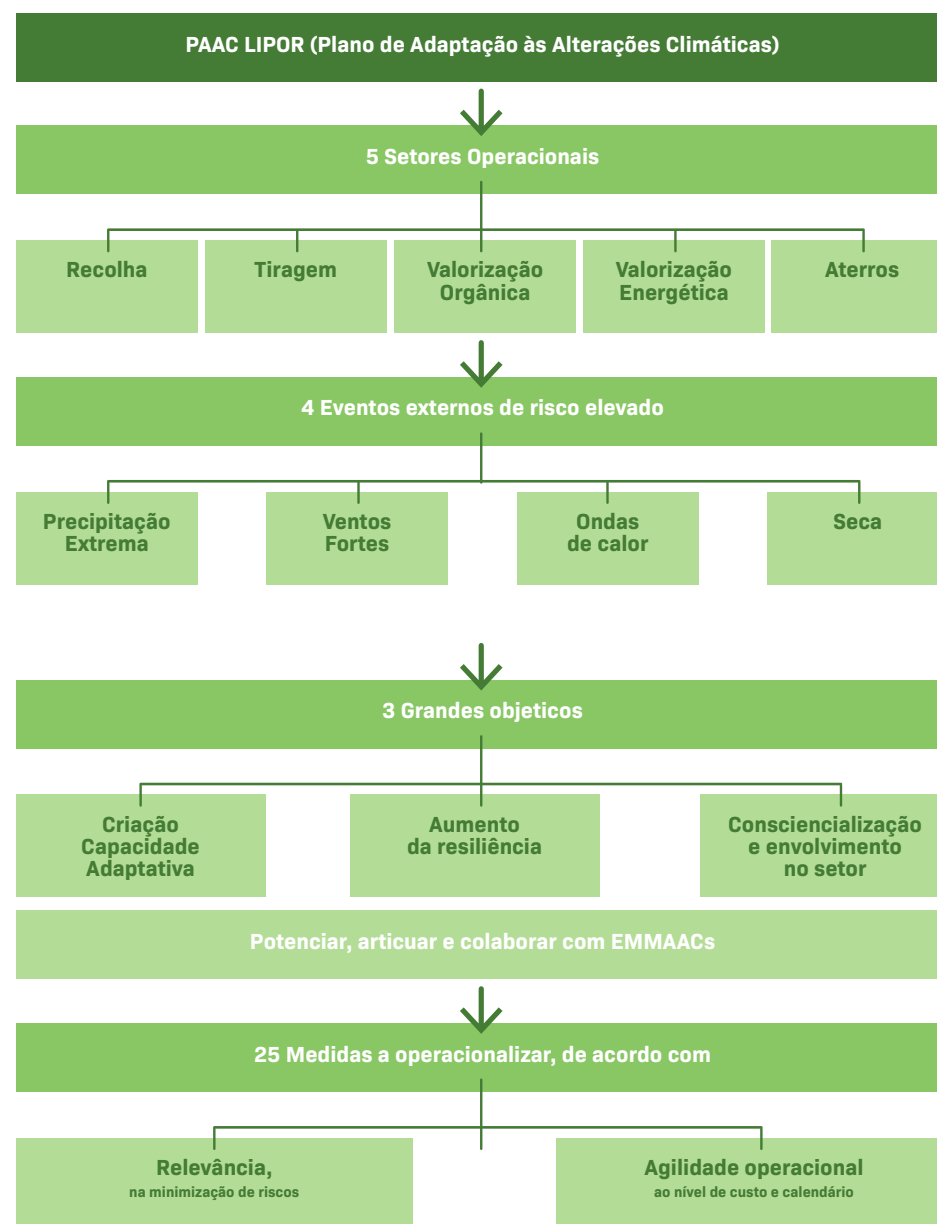 PAAC LIPOR (Plano de Adaptação às Alterações Climáticas)
5 Setores Operacionais
Recolha
Tiragem
Valorização
Orgânica
Valorização
Energética
Aterros
4 Eventos externos de risco elevado
Precipitação
Extrema
Ventos
Fortes
Ondas
de calor
Seca
3 Grandes objeticos
Criação
Capacidade
Adaptativa
Aumento
da resiliência
Consciencialização
e envolvimento
no setor
Potenciar, articuar e colaborar com EMMAACs
25 Medidas a operacionalizar, de acordo com
Relevância,
na minimização de riscos
Agilidade operacional
ao nível de custo e calendário